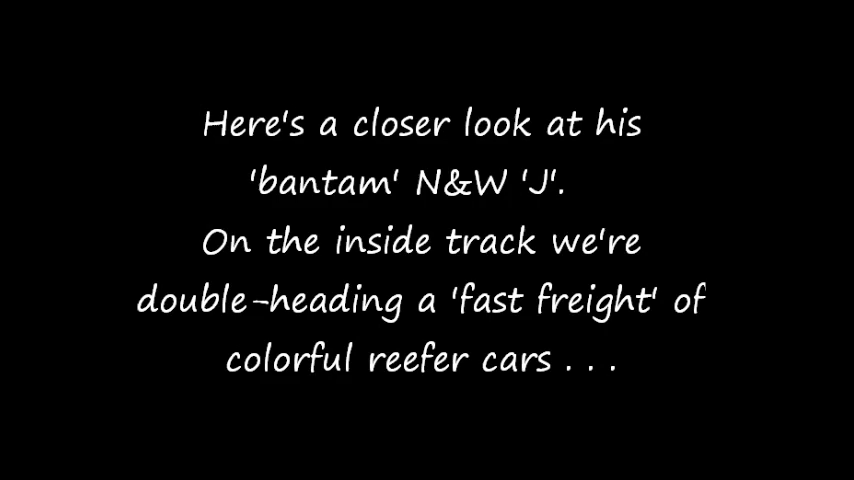 Here's a closer look at his
'bantam' N&W 'J'.
On the inside track we're
double-heading a 'fast freight' of
colorful reefer cars . . .